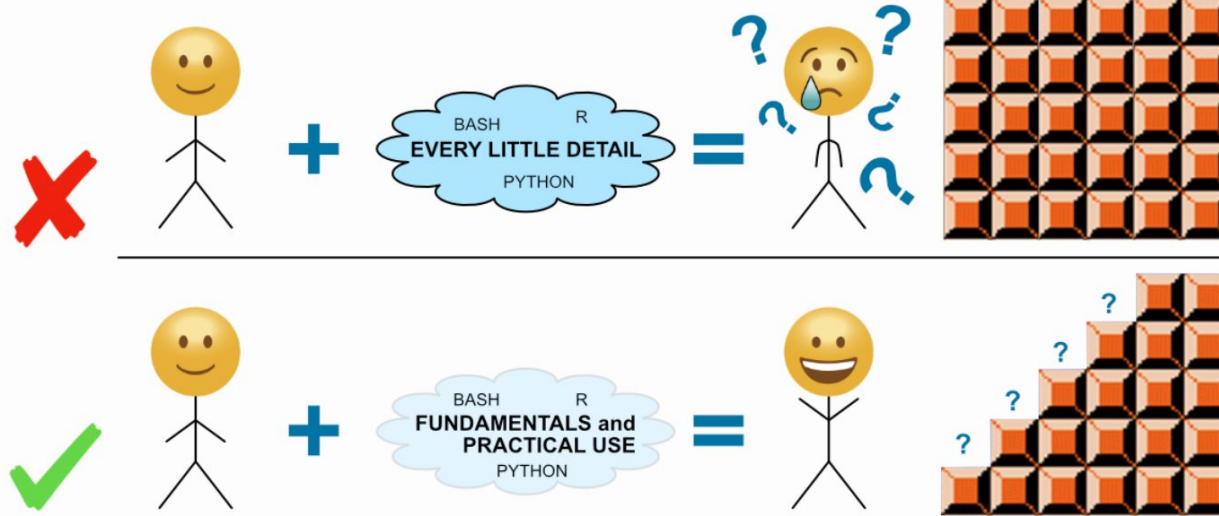 ? ?
BASH R
? ¿
EVERY LITTLE DETAIL
+ =
PYTHON
?
?
?
?
BASH R
FUNDAMENTALS and
+ =
PRACTICAL USE
?
PYTHON